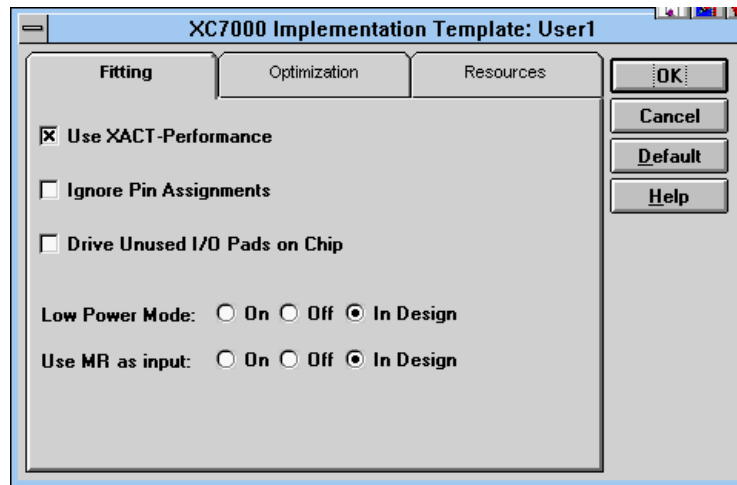 XC7000 Implementation Template: User1
Fitting
Optimization
Resources
OK
Cancel
Default
Help
Use XACT-Performance
Ignore Pin Assignments
Drive Unused I/O Pads on Chip
Low Power Mode: On Off In Design
Use MR as input: On Off In Design